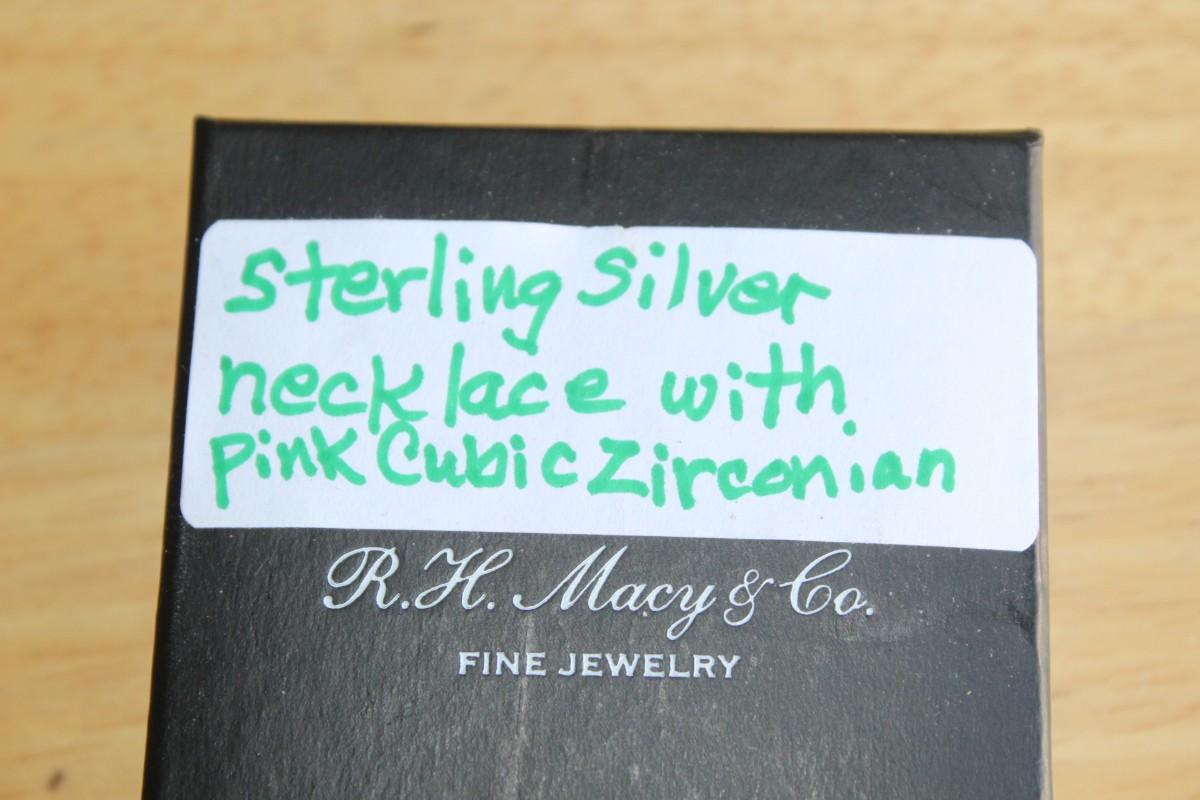 Sterling Silver
necklace with
pink Cubic Zirconian
R.H. Macy & Co.
FINE JEWELRY